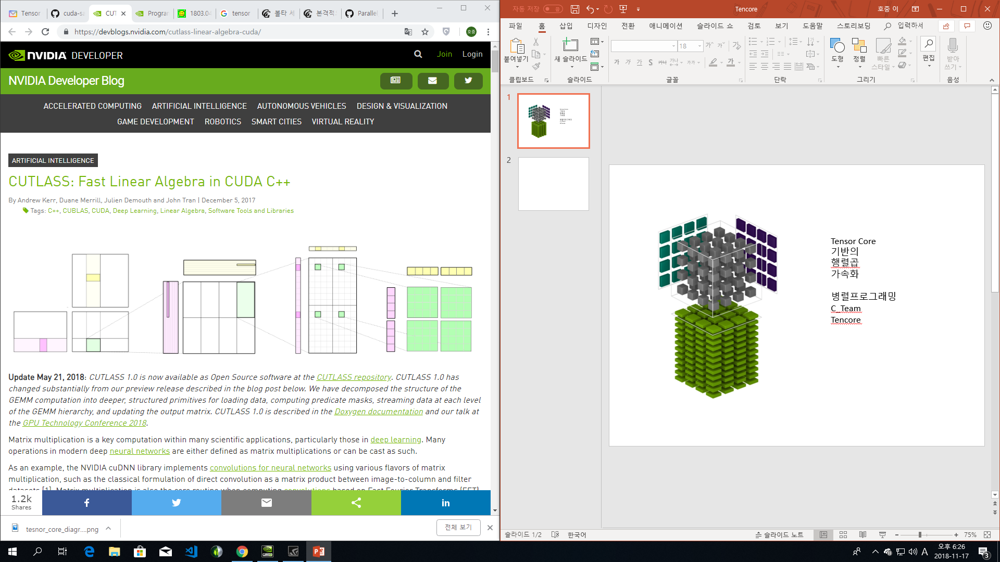 Tensor
cuda-sa
CUT
Program
1803.04
tensor
볼타 세
본격적
Parallel
https://devblogs.nvidia.com/cutlass-linear-algebra-cuda/
호중
NVIDIA DEVELOPER
Join
Login
NVIDIA Developer Blog
ACCELERATED COMPUTING ARTIFICIAL INTELLIGENCE AUTONOMOUS VEHICLES DESIGN & VISUALIZATION
GAME DEVELOPMENT ROBOTICS SMART CITIES VIRTUAL REALITY
ARTIFICIAL INTELLIGENCE
CUTLASS: Fast Linear Algebra in CUDA C++
By Andrew Kerr, Duane Merrill, Julien Demouth and John Tran | December 5, 2017
Tags: C++, CUBLAS, CUDA, Deep Learning, Linear Algebra, Software Tools and Libraries
Update May 21, 2018: CUTLASS 1.0 is now available as Open Source software at the CUTLASS repository. CUTLASS 1.0 has
changed substantially from our preview release described in the blog post below. We have decomposed the structure of the
GEMM computation into deeper, structured primitives for loading data, computing predicate masks, streaming data at each level
of the GEMM hierarchy, and updating the output matrix. CUTLASS 1.0 is described in the Doxygen documentation and our talk at
the GPU Technology Conference 2018.
Matrix multiplication is a key computation within many scientific applications, particularly those in deep learning. Many
operations in modern deep neural networks are either defined as matrix multiplications or can be cast as such.
As an example, the NVIDIA cuDNN library implements convolutions for neural networks using various flavors of matrix
multiplication, such as the classical formulation of direct convolution as a matrix product between image-to-column and filter
datasets [1]. Matrix multiplication is also the core routine when computing convolutions based on Fast Fourier Transforms (FFT)
1.2k
Shares
tesnor_core_diagr....png
전체 보기
자동 저장
끔
Tencore
호중 이
파일 홈 삽입 디자인 전환 애니메이션 슬라이드 쇼 검토 보기 도움말 스토리보딩 입력하세
붙여넣기
새 슬라이드
18
도형
정렬
빠른
스타일
편집
받아
쓰기
클립보드 슬라이드 글꼴 단락 그리기 음성
1
2
Tensor Core
기반의
행렬곱
가속화
병렬프로그래밍
C_Team
Tencore
슬라이드 1/2
한국어
슬라이드 노트
75%
A
오후 6:26
2018-11-17
3